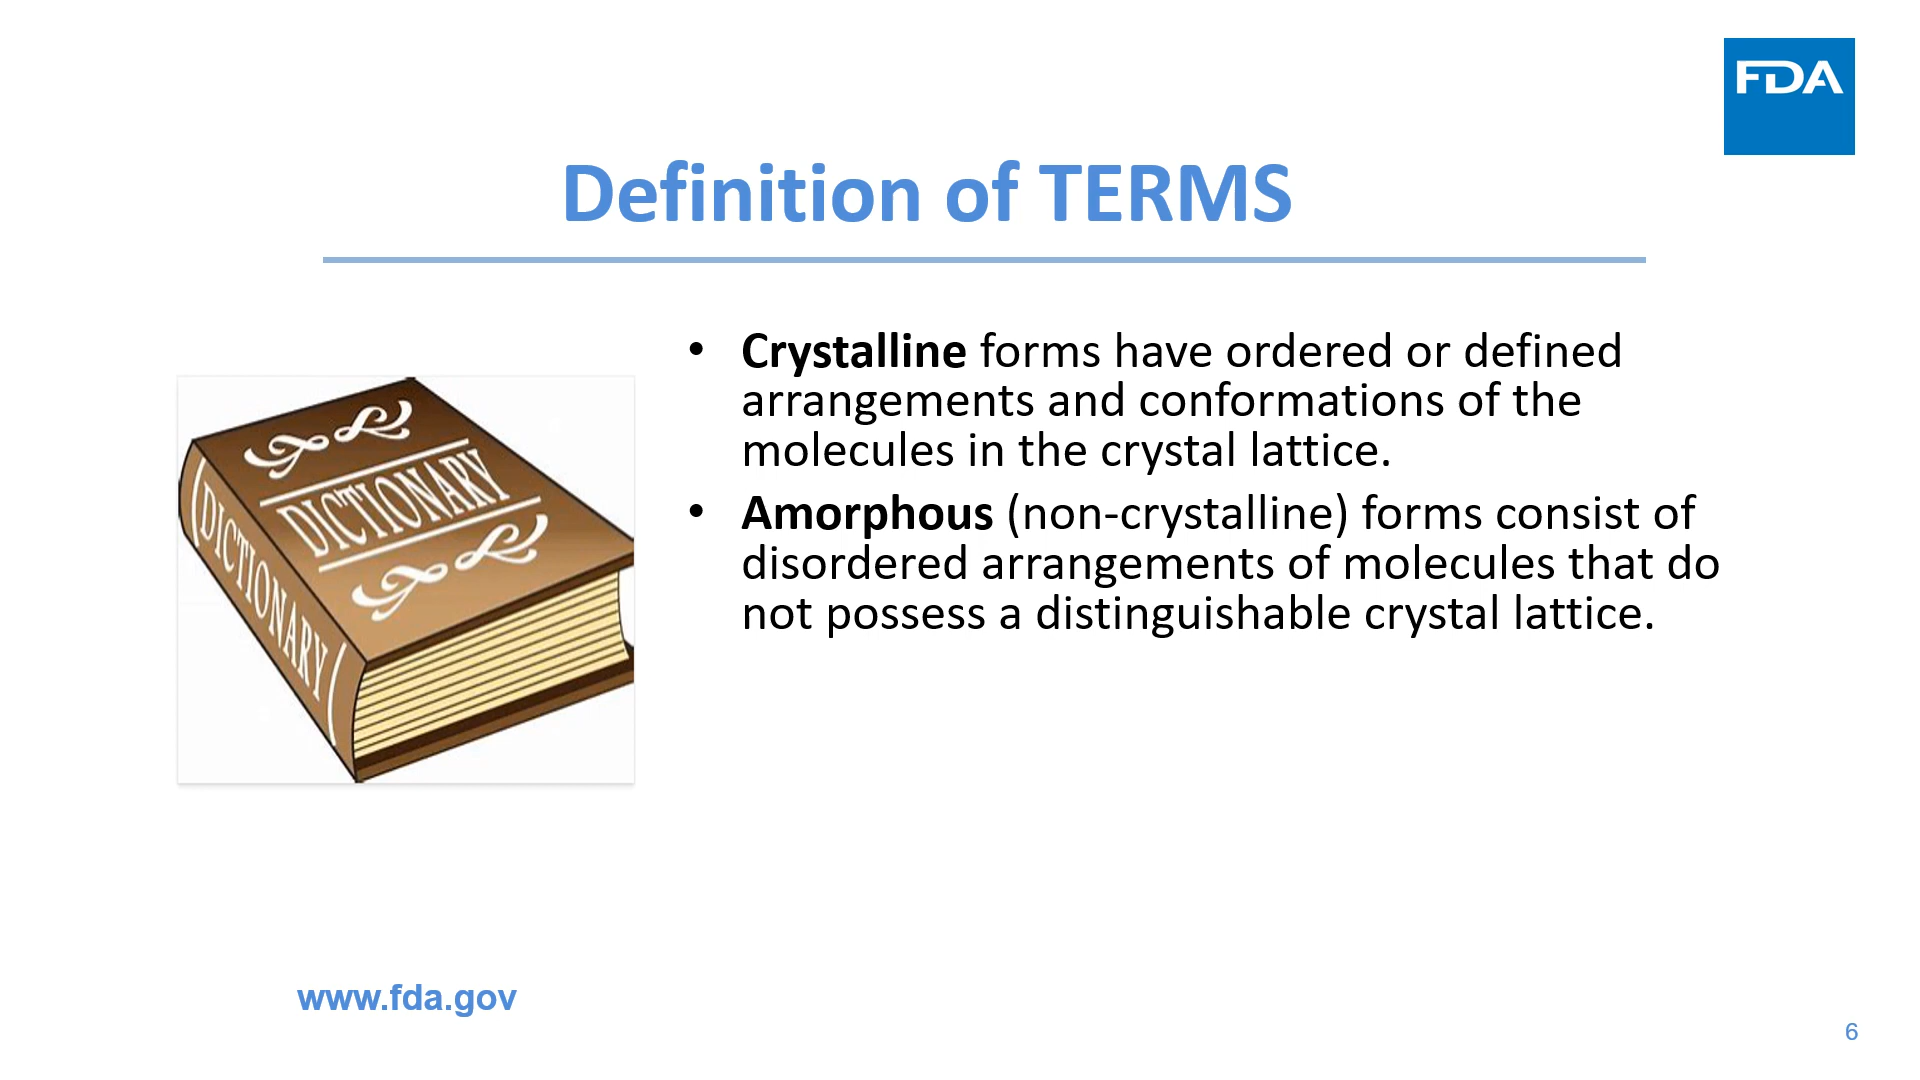 FDA
Definition of TERMS
• Crystalline forms have ordered or defined
arrangements and conformations of the
molecules in the crystal lattice.
• Amorphous (non-crystalline) forms consist of
disordered arrangements of molecules that do
not possess a distinguishable crystal lattice.
DICTIONARY
DICTIONARY
www.fda.gov
6